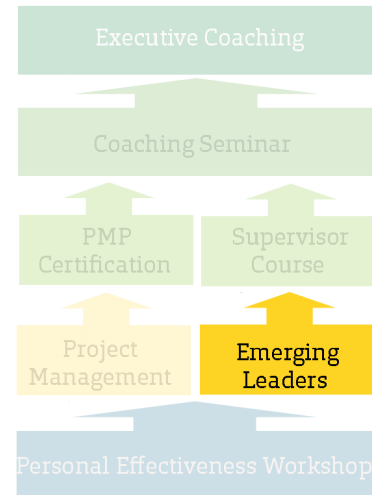 Executive Coaching
Coaching Seminar
PMP
Certification
Supervisor
Course
Project
Management
Emerging
Leaders
Personal Effectiveness Workshop